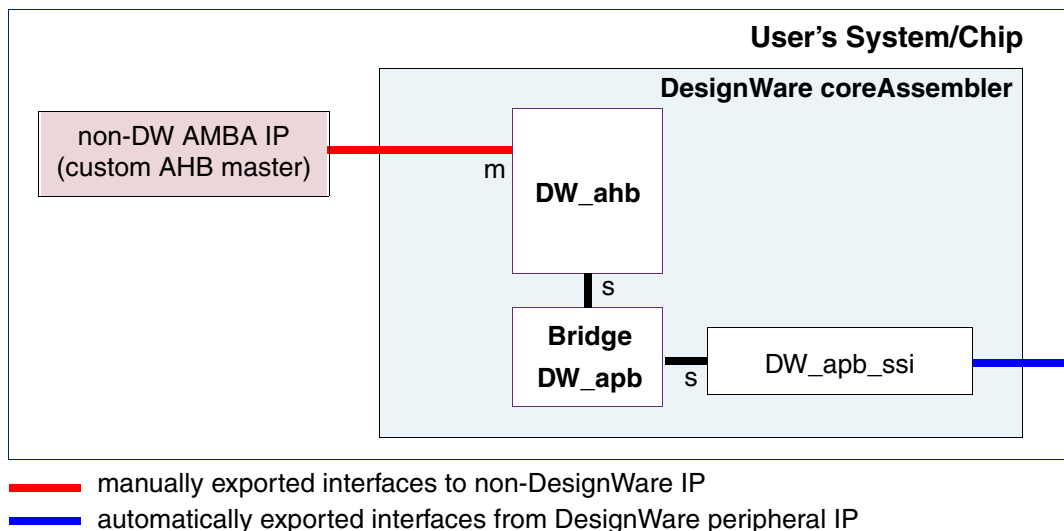 User's System/Chip
DesignWare coreAssembler
non-DW AMBA IP
(custom AHB master)
m
DW_ahb
s
Bridge
DW_apb
s
DW_apb_ssi
manually exported interfaces to non-DesignWare IP
automatically exported interfaces from DesignWare peripheral IP